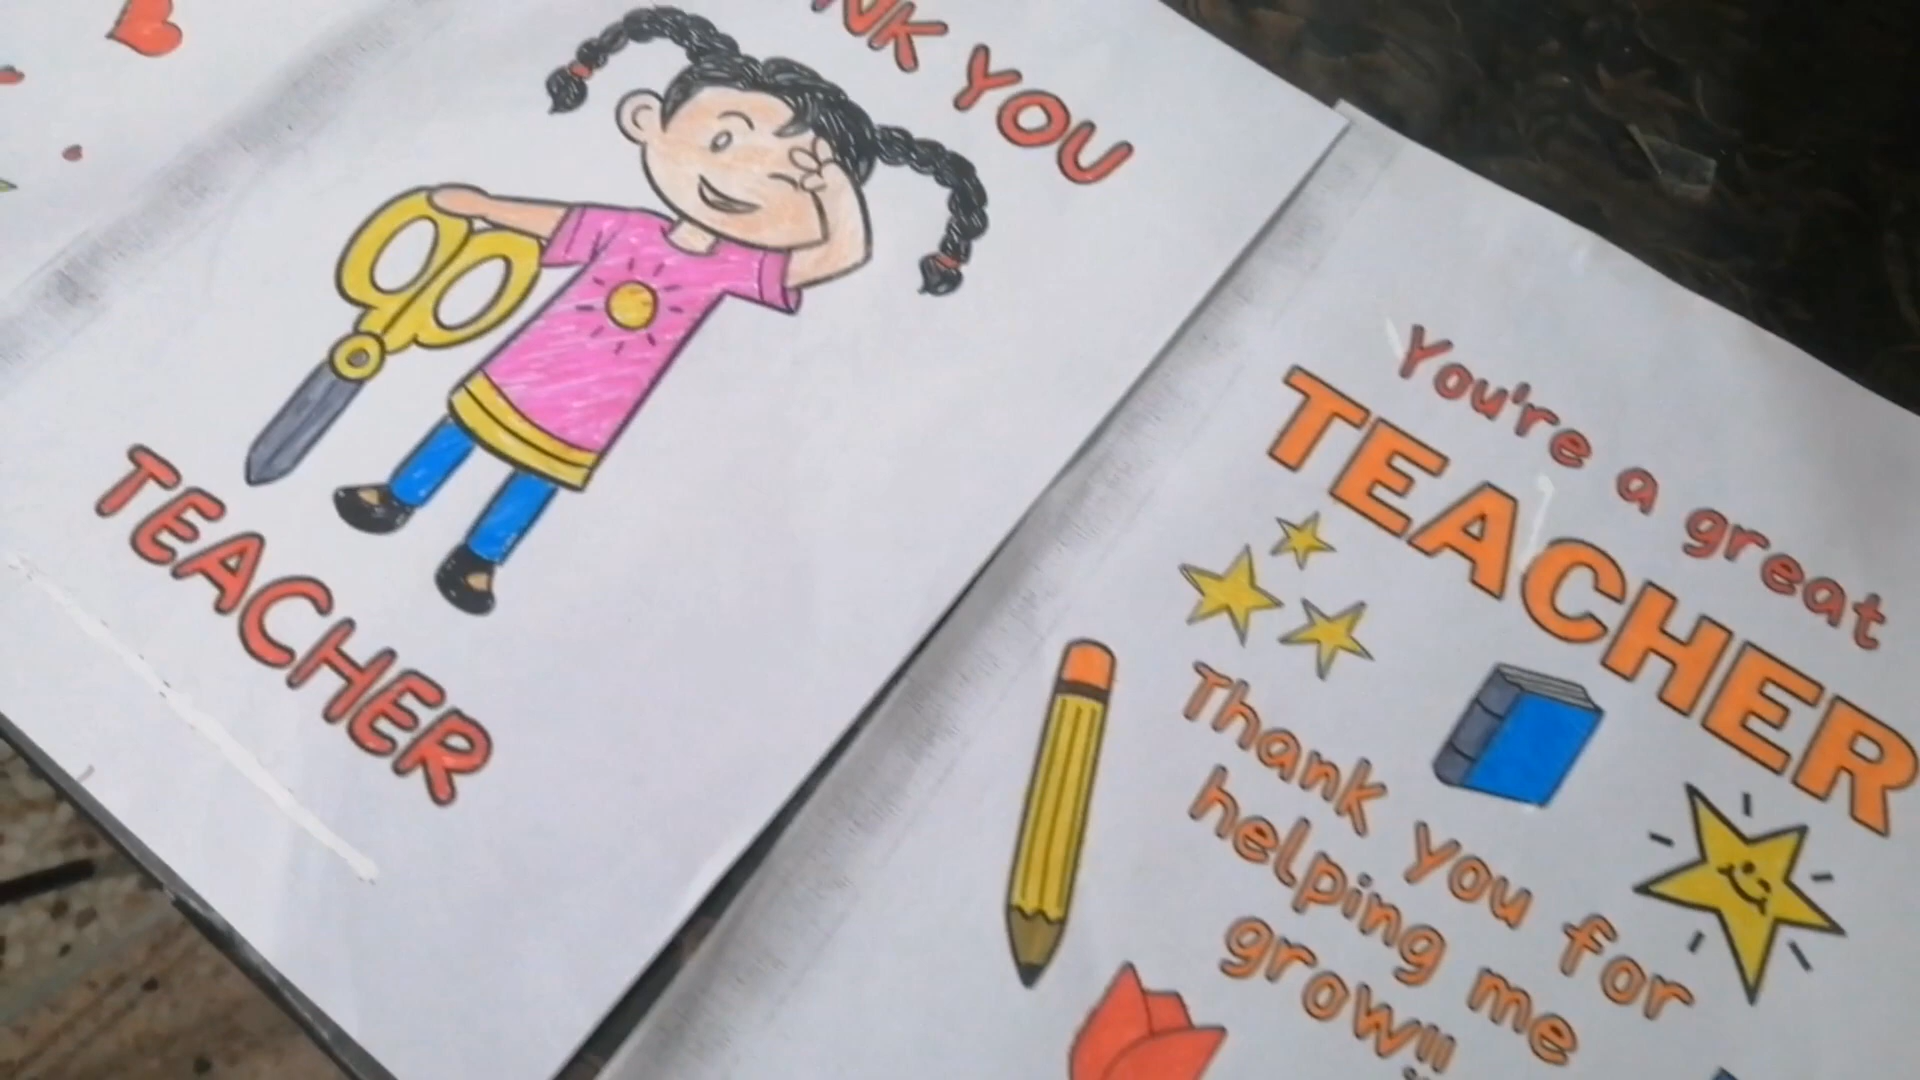 NK YOU
TEACHER
You're a great
TEACHER
Thank you for
helping me
grow!!